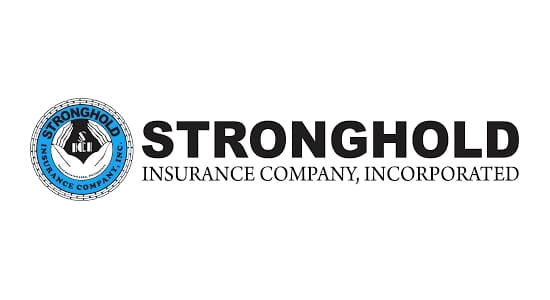 STRONGHOLD
INSURANCE COMPANY, INC.
STRONGHOLD
INSURANCE COMPANY, INCORPORATED